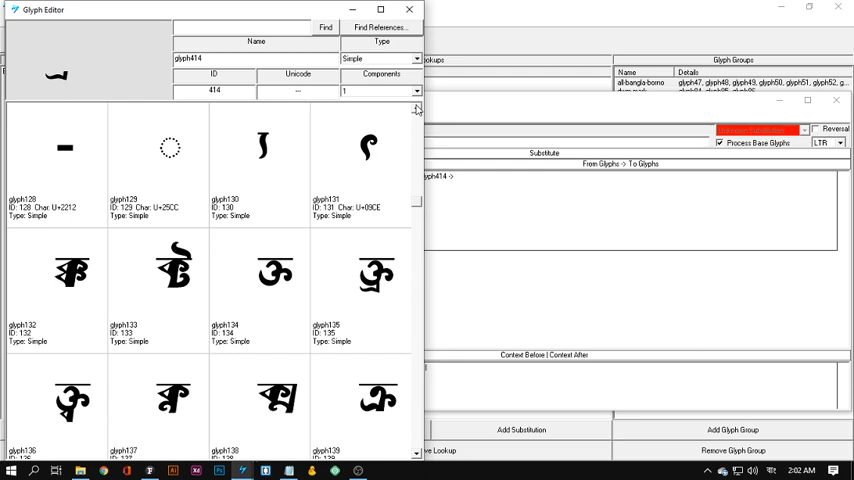 Glyph Editor
Find
Find References...
Name
Type
glyph414
Simple
ID
Unicode
Components
414
---
1
glyph128
ID: 128 Char: U+2212
Type: Simple
glyph129
ID: 129 Char: U+25CC
Type: Simple
glyph130
ID: 130
Type: Simple
ৎ
glyph131
ID: 131 Char: U+09CE
Type: Simple
ক্ক
glyph132
ID: 132
Type: Simple
ক্ট
glyph133
ID: 133
Type: Simple
ক্ত
glyph134
ID: 134
Type: Simple
glyph135
ID: 135
Type: Simple
glyph136
glyph137
glyph138
ক্র
glyph139
Lookups
Glyph Groups
Name
Details
all-bangla-borno
glyph47, glyph48, glyph49, glyph50, glyph51, glyph52, g...
Unknown Substitution
Reversal
Process Base Glyphs
LTR
Substitute
From Glyphs -> To Glyphs
glyph414 ->
Context Before | Context After
Add Substitution
Add Glyph Group
ve Lookup
Remove Glyph Group
বাং
2:02 AM